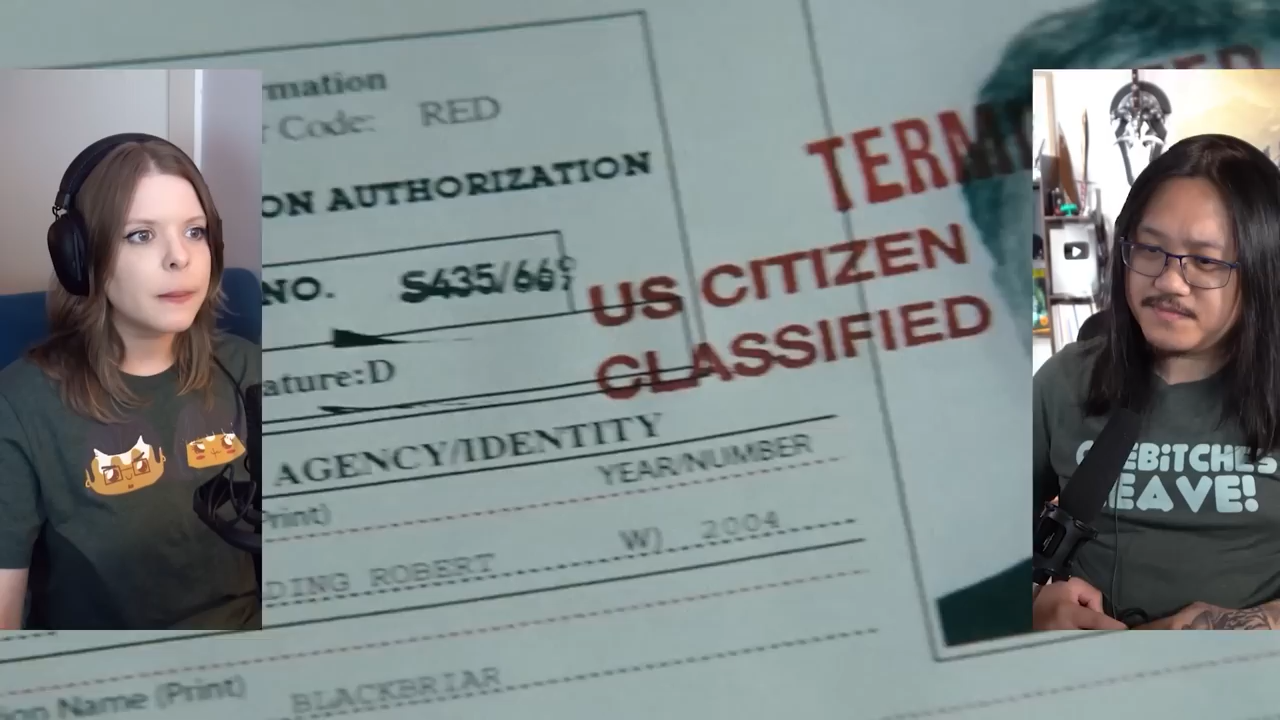 rmation
r Code: RED
TERM
ON AUTHORIZATION
NO. S435/66
US CITIZEN
CLASSIFIED
ature:D
AGENCY/IDENTITY
YEAR/NUMBER
Print)
DING ROBERT W) 2004
ion Name (Print) BLACKBRIAR
BiTCHES
EAVE!